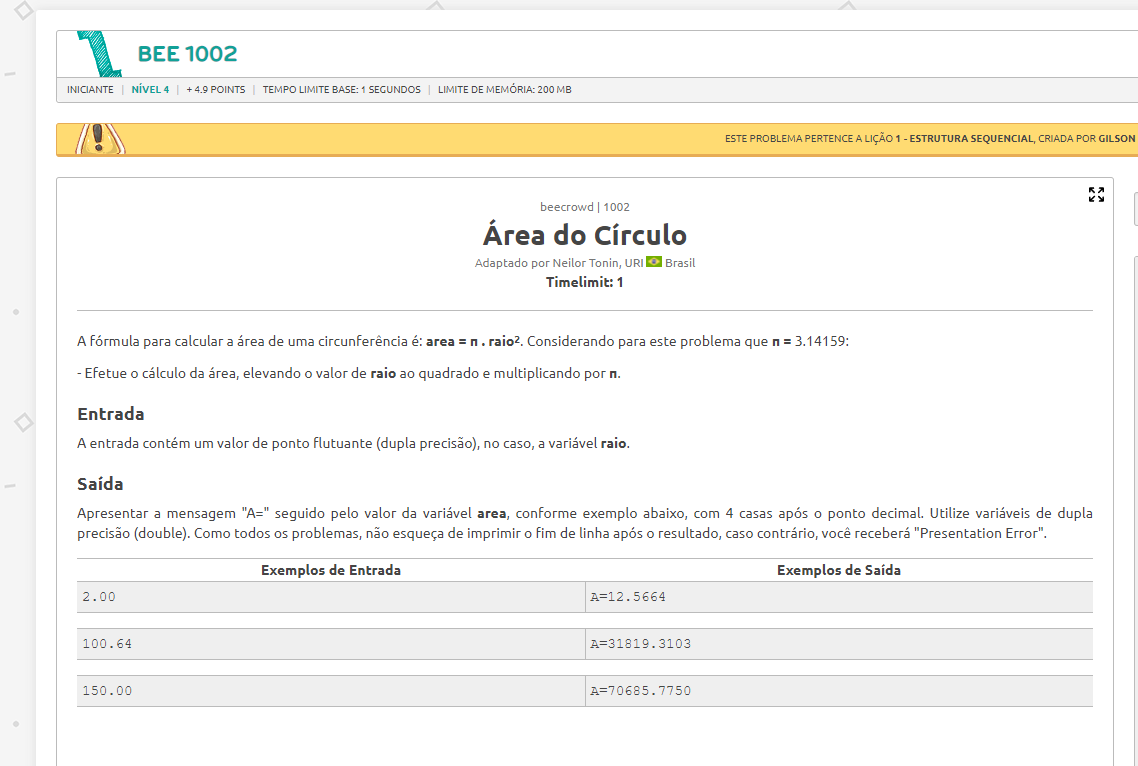 BEE 1002
INICIANTE | NÍVEL 4 | + 4.9 POINTS | TEMPO LIMITE BASE: 1 SEGUNDOS | LIMITE DE MEMÓRIA: 200 MB
ESTE PROBLEMA PERTENCE A LIÇÃO 1 - ESTRUTURA SEQUENCIAL, CRIADA POR GILSON
beecrowd | 1002
Área do Círculo
Adaptado por Neilor Tonin, URI Brasil
Timelimit: 1
A fórmula para calcular a área de uma circunferência é: area = π . raio². Considerando para este problema que π = 3.14159:
- Efetue o cálculo da área, elevando o valor de raio ao quadrado e multiplicando por π.
Entrada
A entrada contém um valor de ponto flutuante (dupla precisão), no caso, a variável raio.
Saída
Apresentar a mensagem "A=" seguido pelo valor da variável area, conforme exemplo abaixo, com 4 casas após o ponto decimal. Utilize variáveis de dupla
precisão (double). Como todos os problemas, não esqueça de imprimir o fim de linha após o resultado, caso contrário, você receberá "Presentation Error".
Exemplos de Entrada Exemplos de Saída
2.00 A=12.5664
100.64 A=31819.3103
150.00 A=70685.7750